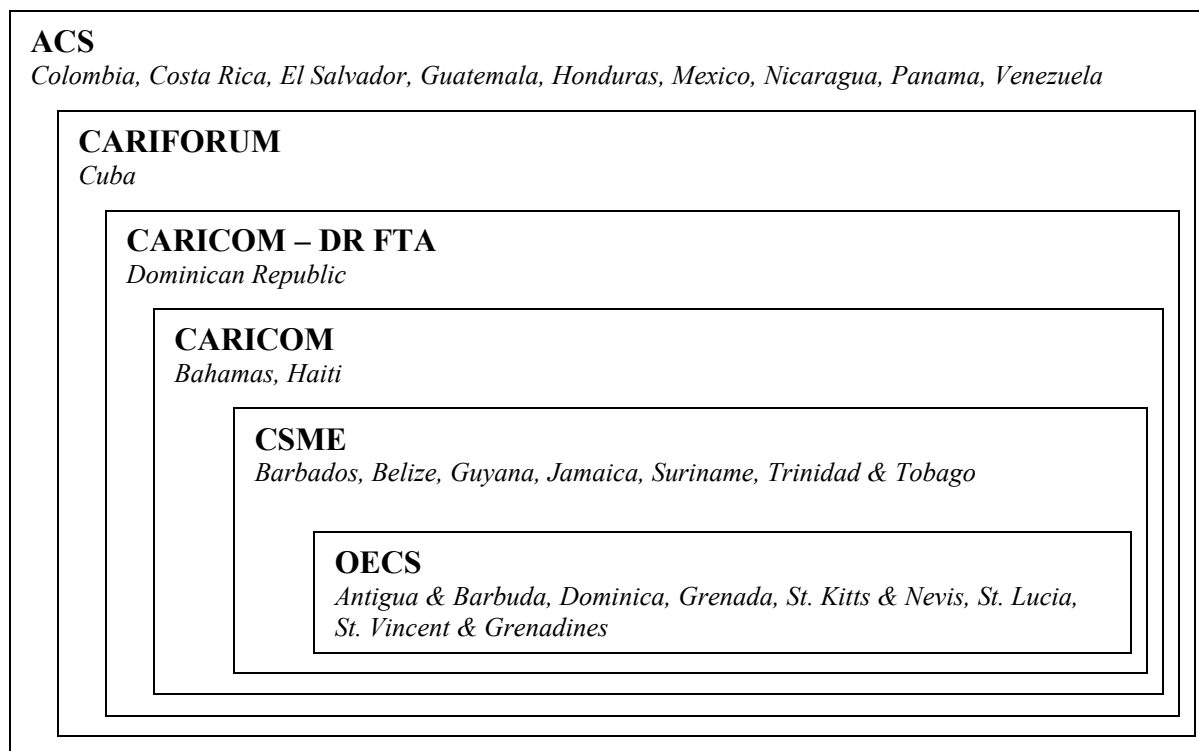 ACS
Colombia, Costa Rica, El Salvador, Guatemala, Honduras, Mexico, Nicaragua, Panama, Venezuela
CARIFORUM
Cuba
CARICOM – DR FTA
Dominican Republic
CARICOM
Bahamas, Haiti
CSME
Barbados, Belize, Guyana, Jamaica, Suriname, Trinidad & Tobago
OECS
Antigua & Barbuda, Dominica, Grenada, St. Kitts & Nevis, St. Lucia,
St. Vincent & Grenadines